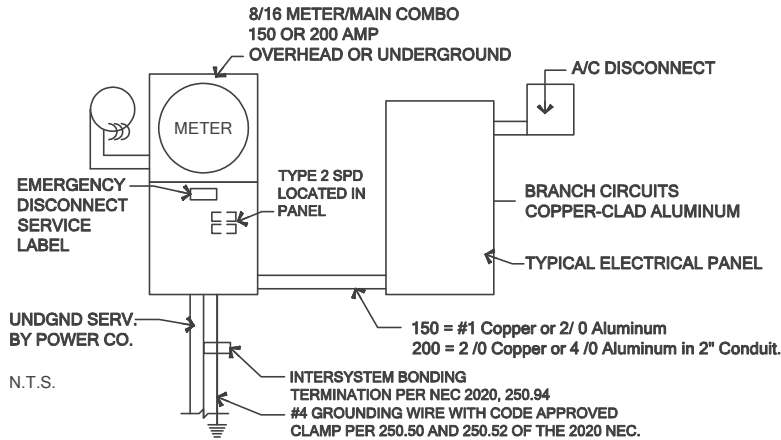 8/16 METER/MAIN COMBO
150 OR 200 AMP
OVERHEAD OR UNDERGROUND
A/C DISCONNECT
METER
TYPE 2 SPD
LOCATED IN
PANEL
EMERGENCY
DISCONNECT
SERVICE
LABEL
BRANCH CIRCUITS
COPPER-CLAD ALUMINUM
TYPICAL ELECTRICAL PANEL
UNDGND SERV.
BY POWER CO.
150 = #1 Copper or 2/ 0 Aluminum
200 = 2 /0 Copper or 4 /0 Aluminum in 2" Conduit.
N.T.S.
INTERSYSTEM BONDING
TERMINATION PER NEC 2020, 250.94
#4 GROUNDING WIRE WITH CODE APPROVED
CLAMP PER 250.50 AND 250.52 OF THE 2020 NEC.